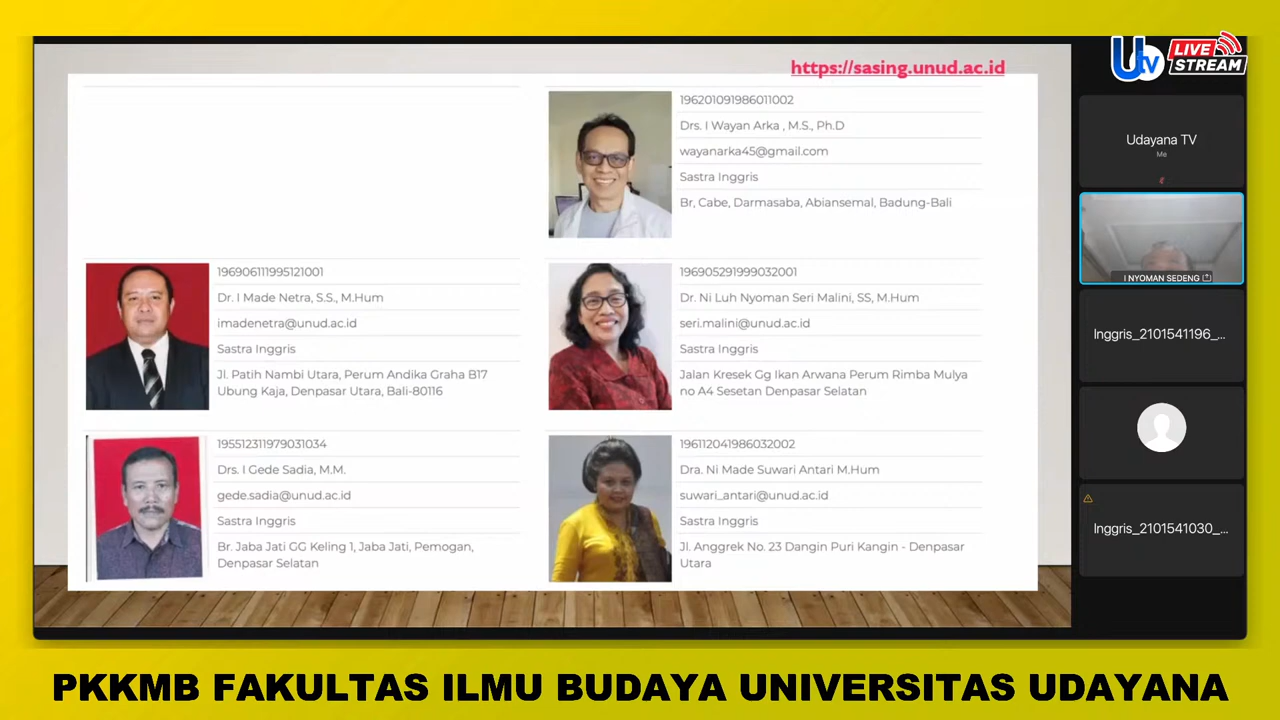 https://sasing.unud.ac.id
196201091986011002
Drs. I Wayan Arka , M.S., Ph.D
wayanarka45@gmail.com
Sastra Inggris
Br, Cabe, Darmasaba, Abiansemal, Badung-Bali
196906111995121001
Dr. I Made Netra, S.S., M.Hum
imadenetra@unud.ac.id
Sastra Inggris
Jl. Patih Nambi Utara, Perum Andika Graha B17
Ubung Kaja, Denpasar Utara, Bali-80116
196905291999032001
Dr. Ni Luh Nyoman Seri Malini, SS, M.Hum
seri.malini@unud.ac.id
Sastra Inggris
Jalan Kresek Gg Ikan Arwana Perum Rimba Mulya
no A4 Sesetan Denpasar Selatan
195512311979031034
Drs. I Gede Sadia, M.M.
gede.sadia@unud.ac.id
Sastra Inggris
Br. Jaba Jati GG Keling 1, Jaba Jati, Pemogan,
Denpasar Selatan
196112041986032002
Dra. Ni Made Suwari Antari M.Hum
suwari_antari@unud.ac.id
Sastra Inggris
Jl. Anggrek No. 23 Dangin Puri Kangin - Denpasar
Utara
Utv
LIVE
STREAM
Udayana TV
Me
I NYOMAN SEDENG
Inggris_2101541196_...
Inggris_2101541030_...
PKKMB FAKULTAS ILMU BUDAYA UNIVERSITAS UDAYANA